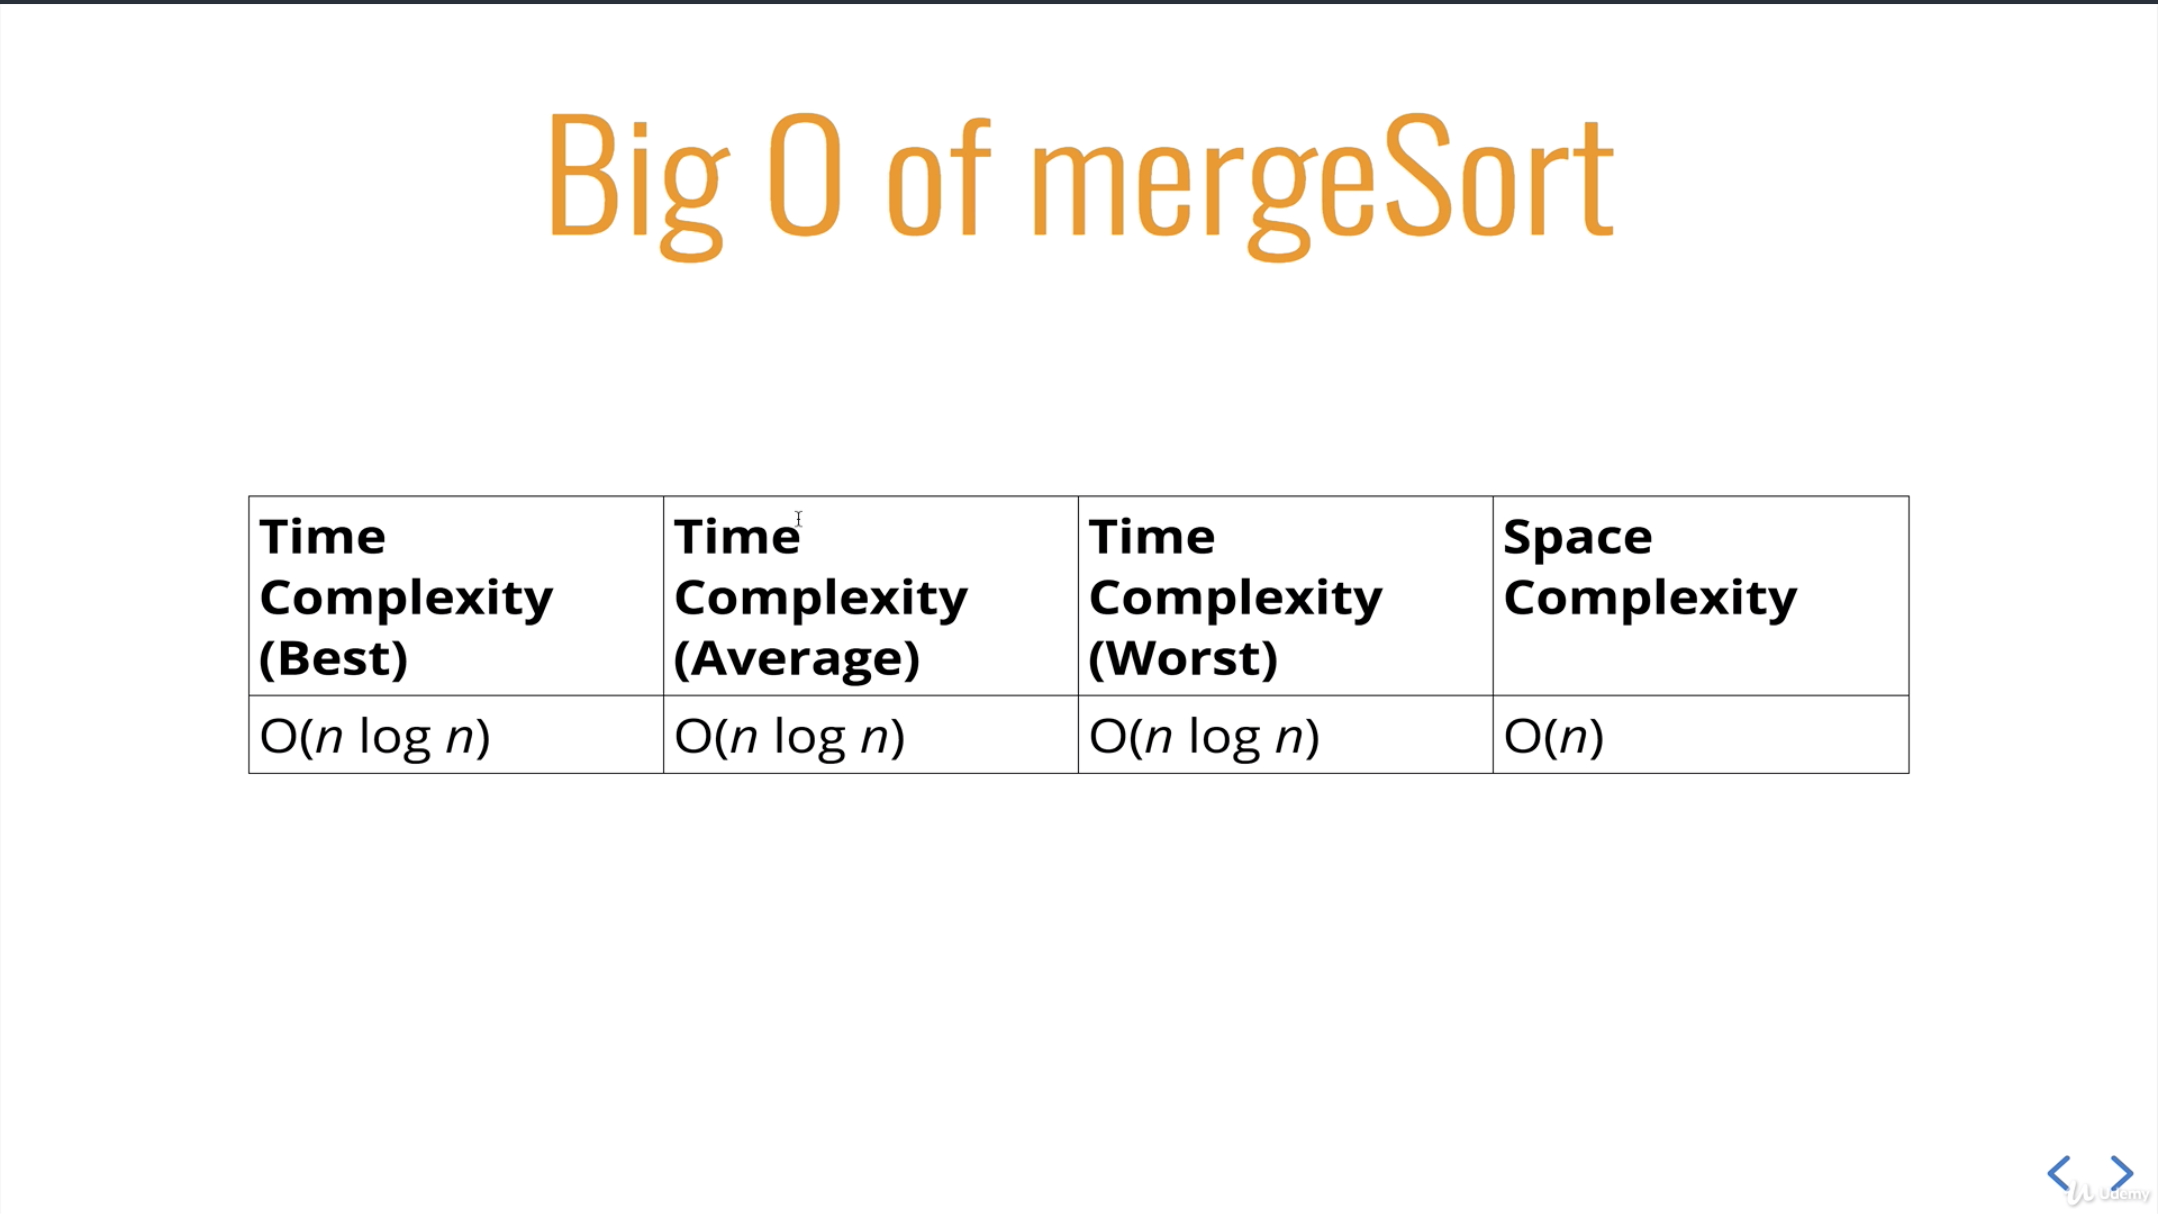 Big O of mergeSort
Time
Complexity
(Best)
Time
Complexity
(Average)
Time
Complexity
(Worst)
Space
Complexity
O(n log n)
O(n log n)
O(n log n)
O(n)
Udemy